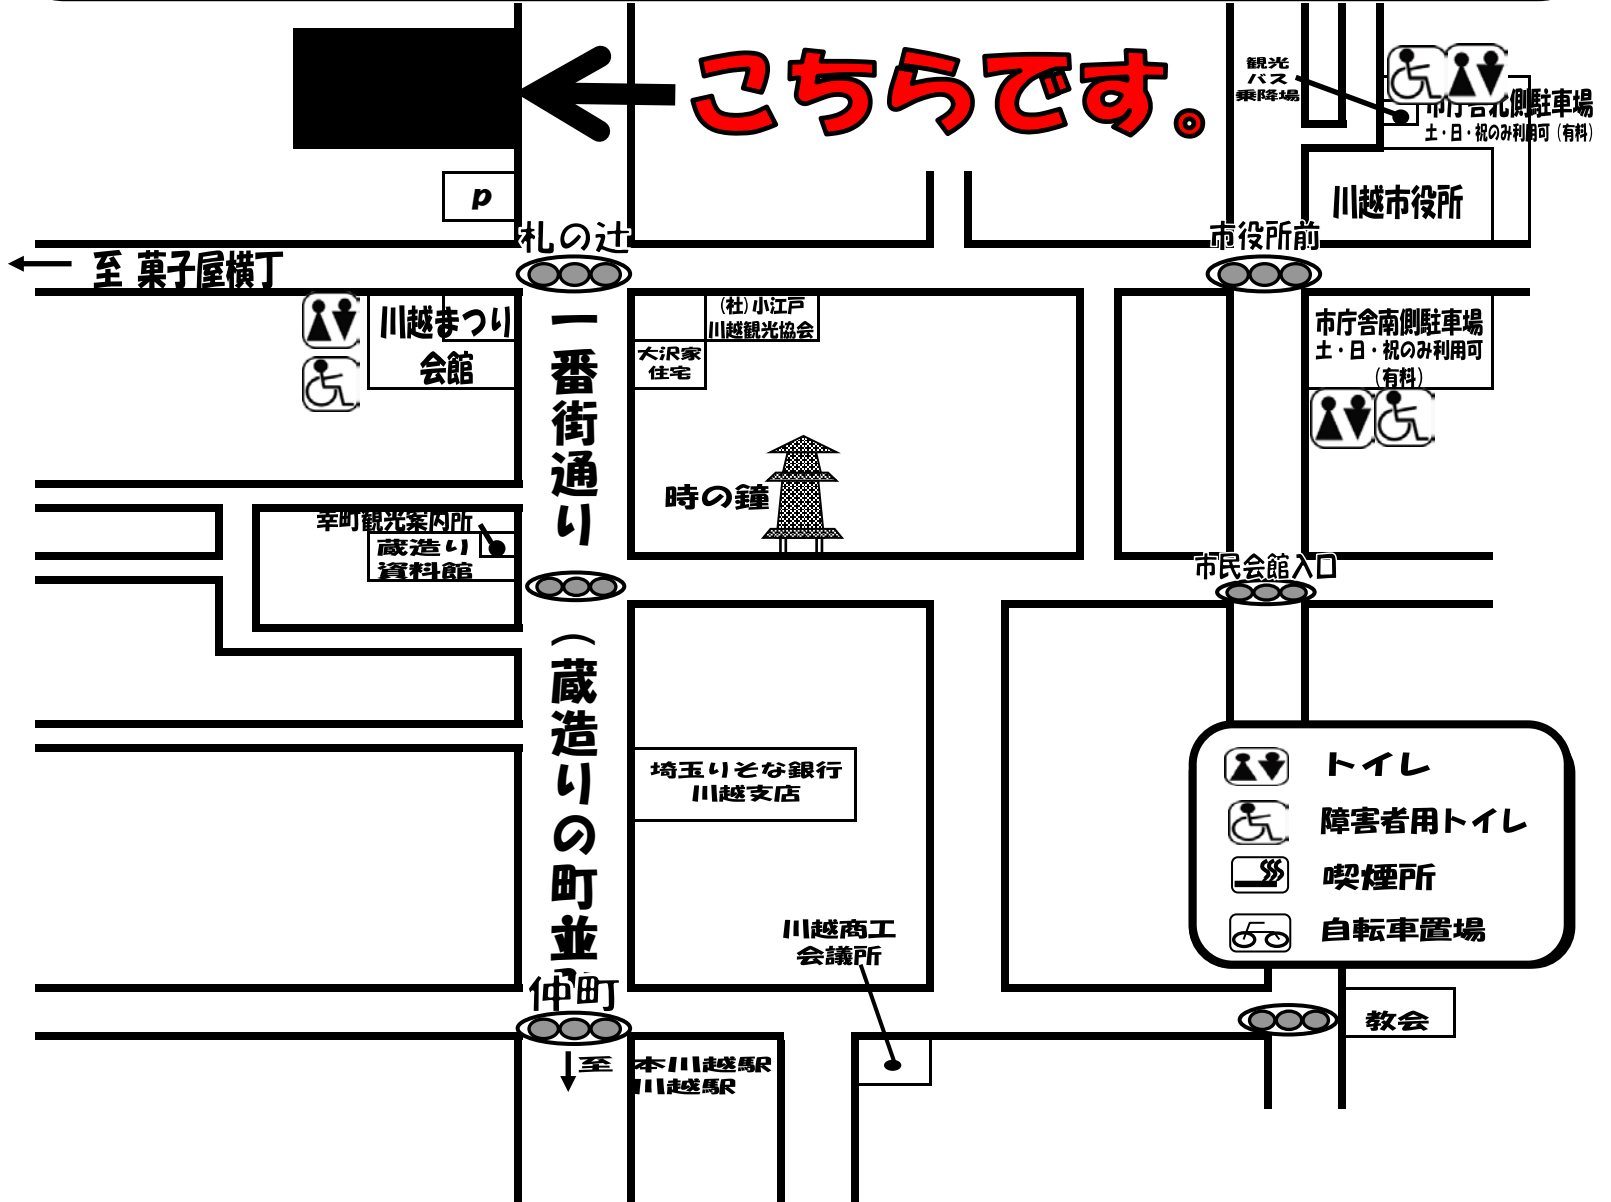 こちらです。
観光
バス
乗降場
市庁舎北側駐車場
土・日・祝のみ利用可（有料）
p
川越市役所
札の辻
市役所前
至 菓子屋横丁
川越まつり
会館
一番街通り
（社）小江戸
川越観光協会
大沢家
住宅
市庁舎南側駐車場
土・日・祝のみ利用可
（有料）
時の鐘
幸町観光案内所
蔵造り
資料館
市民会館入口
（蔵造りの町並
埼玉りそな銀行
川越支店
トイレ
障害者用トイレ
喫煙所
自転車置場
川越商工
会議所
仲町
教会
至 本川越駅
川越駅